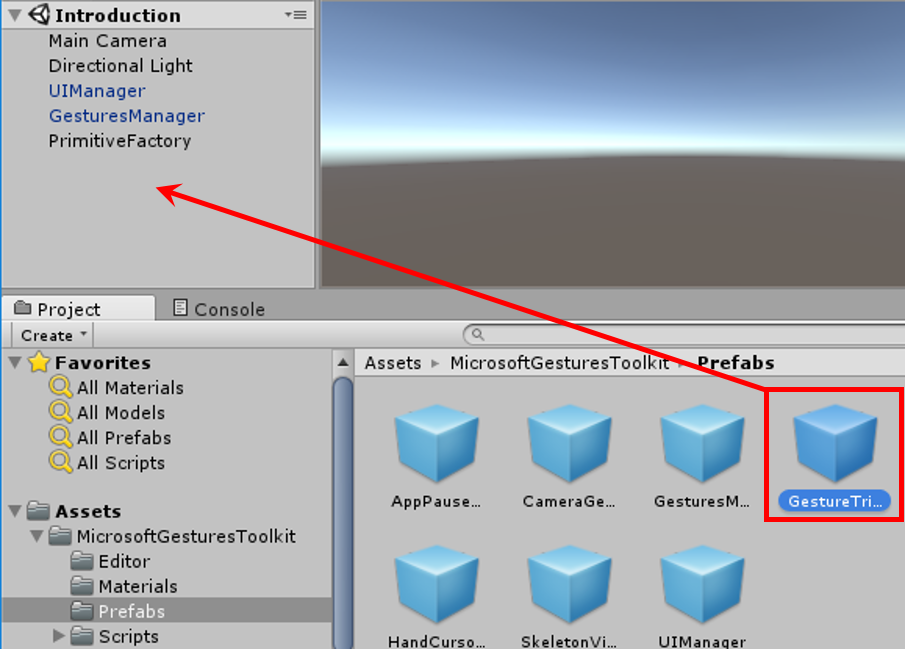 Introduction
Main Camera
Directional Light
UIManager
GesturesManager
PrimitiveFactory
Project
Console
Create
Favorites
All Materials
All Models
All Prefabs
All Scripts
Assets
MicrosoftGesturesToolkit
Editor
Materials
Prefabs
Scripts
Assets MicrosoftGesturesToolkit Prefabs
AppPause... CameraGe... GesturesM... GestureTri...
HandCurso... SkeletonVi... UIManager